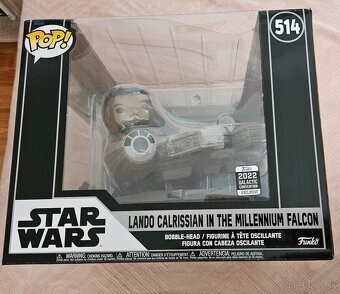 POP!
514
FUNKO
2022
GALACTIC
CONVENTION
EXCLUSIVE
STAR
WARS
LANDO CALRISSIAN IN THE MILLENNIUM FALCON
BOBBLE-HEAD / FIGURINE À TÊTE OSCILLANTE
FIGURA CON CABEZA OSCILANTE
Funko